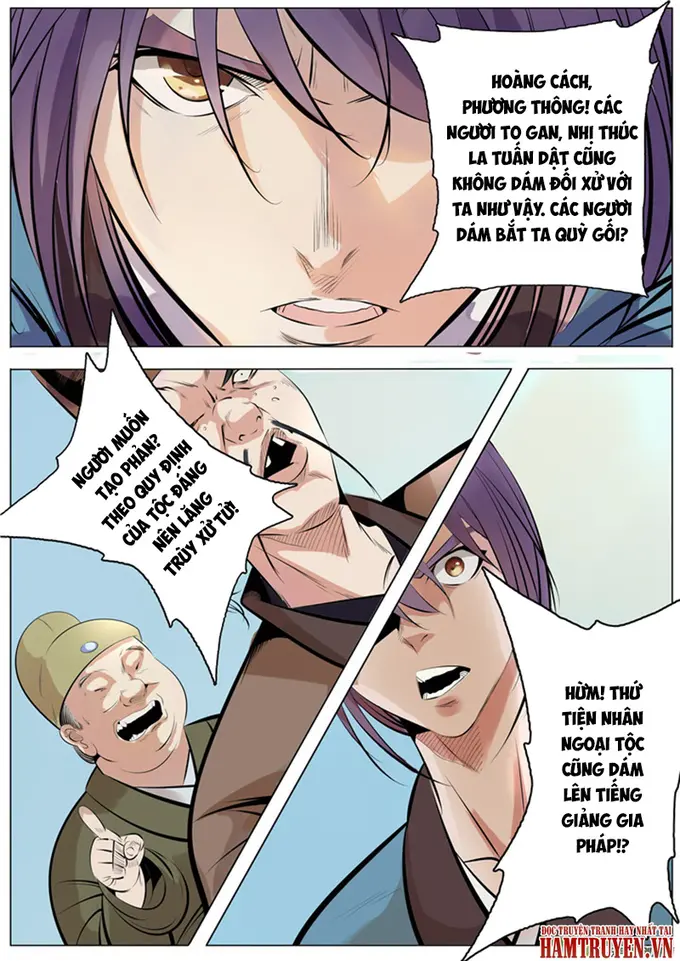 HOÀNG CÁCH,
PHƯƠNG THÔNG! CÁC
NGƯƠI TO GAN, NHỊ THÚC
LA TUẤN DẬT CŨNG
KHÔNG DÁM ĐỐI XỬ VỚI
TA NHƯ VẬY. CÁC NGƯƠI
DÁM BẮT TA QUỲ GỐI?
NGƯƠI MUỐN
TẠO PHẢN?
THEO QUY ĐỊNH
CỦA TỘC ĐÁNG
NÊN LĂNG
TRÙY XỬ TỬ!
HỪM! THỨ
TIỆN NHÂN
NGOẠI TỘC
CŨNG DÁM
LÊN TIẾNG
GIẢNG GIA
PHÁP!?
ĐỌC TRUYỆN TRANH HAY NHẤT TẠI
HAMTRUYEN.VN